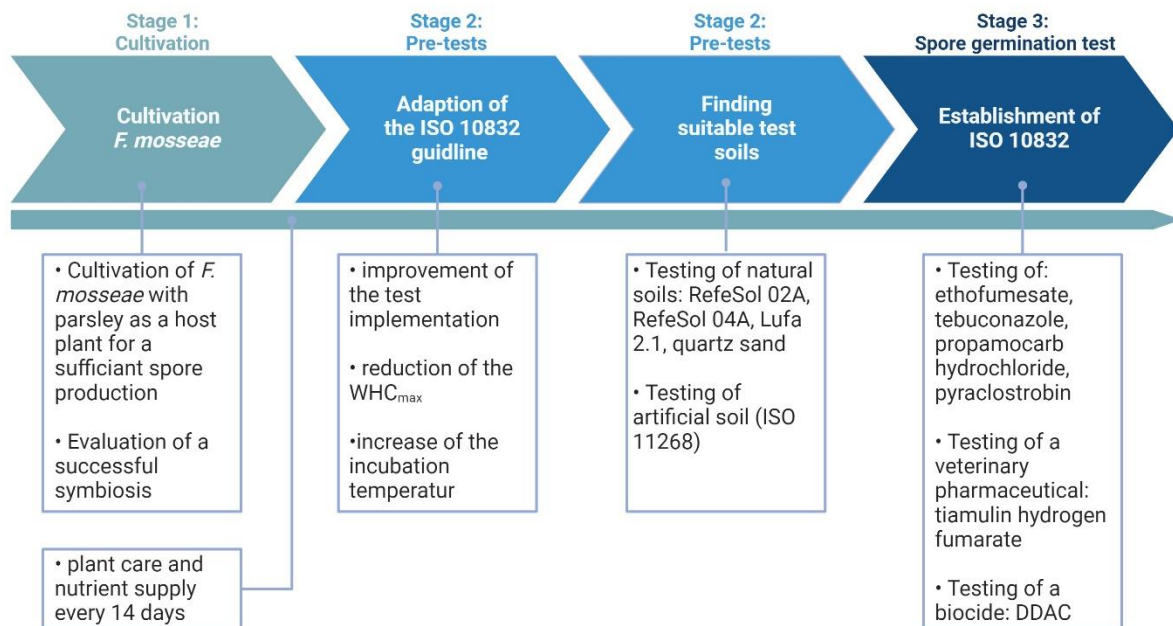 Stage 1:
Cultivation
Stage 2:
Pre-tests
Stage 2:
Pre-tests
Stage 3:
Spore germination test
Cultivation
F. mosseae
Adaption of
the ISO 10832
guidline
Finding
suitable test
soils
Establishment of
ISO 10832
• Cultivation of F.
mosseae with
parsley as a host
plant for a
sufficiant spore
production
• Evaluation of a
successful
symbiosis
• plant care and
nutrient supply
every 14 days
• improvement of
the test
implementation
• reduction of the
WHCmax
•increase of the
incubation
temperatur
• Testing of natural
soils: RefeSol 02A,
RefeSol 04A, Lufa
2.1, quartz sand
• Testing of
artificial soil (ISO
11268)
• Testing of:
ethofumesate,
tebuconazole,
propamocarb
hydrochloride,
pyraclostrobin
• Testing of a
veterinary
pharmaceutical:
tiamulin hydrogen
fumarate
• Testing of a
biocide: DDAC